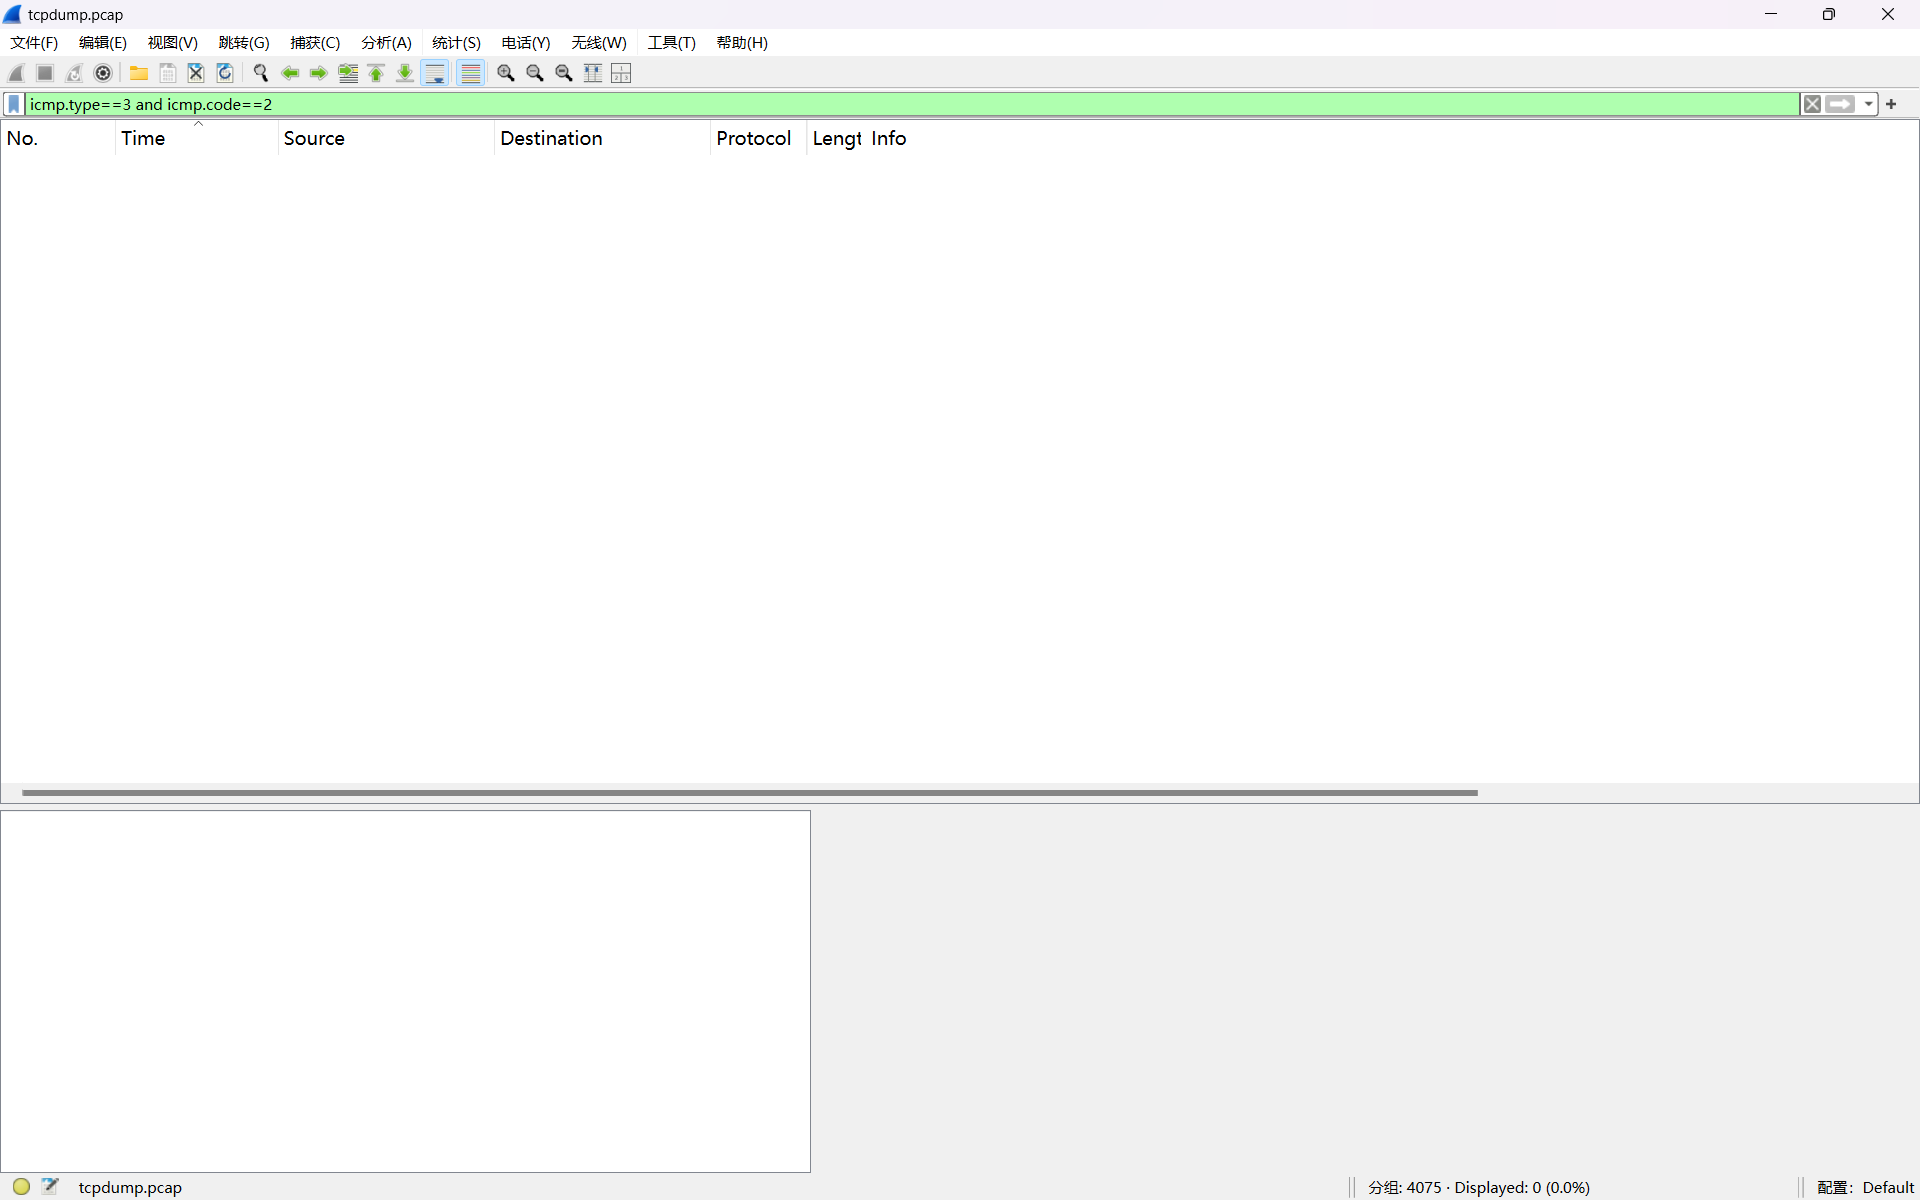 tcpdump.pcap
文件(F) 编辑(E) 视图(V) 跳转(G) 捕获(C) 分析(A) 统计(S) 电话(Y) 无线(W) 工具(T) 帮助(H)
icmp.type==3 and icmp.code==2
No. Time Source Destination Protocol Lengt Info
tcpdump.pcap 分组: 4075 · Displayed: 0 (0.0%) 配置: Default